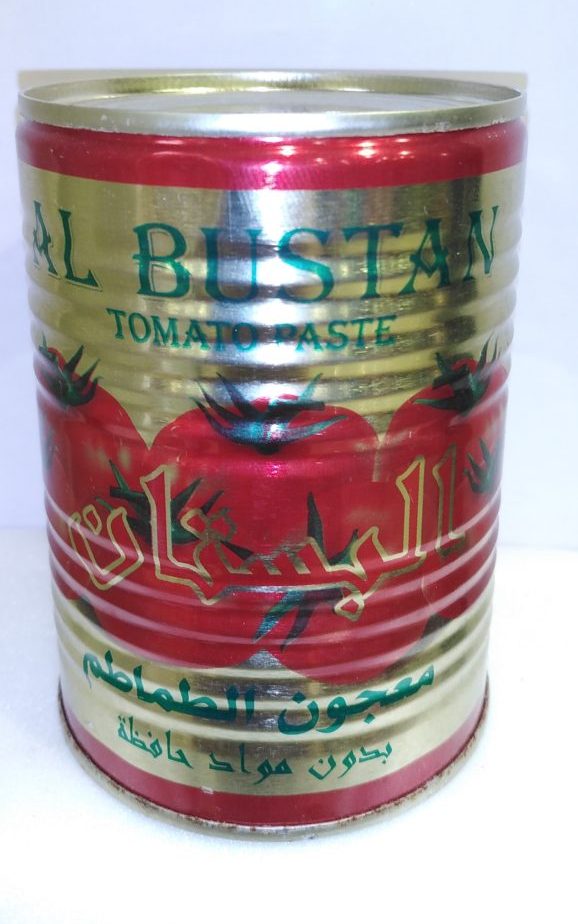 AL BUSTAN
TOMATO PASTE
البستان
معجون الطماطم
بدون مواد حافظة